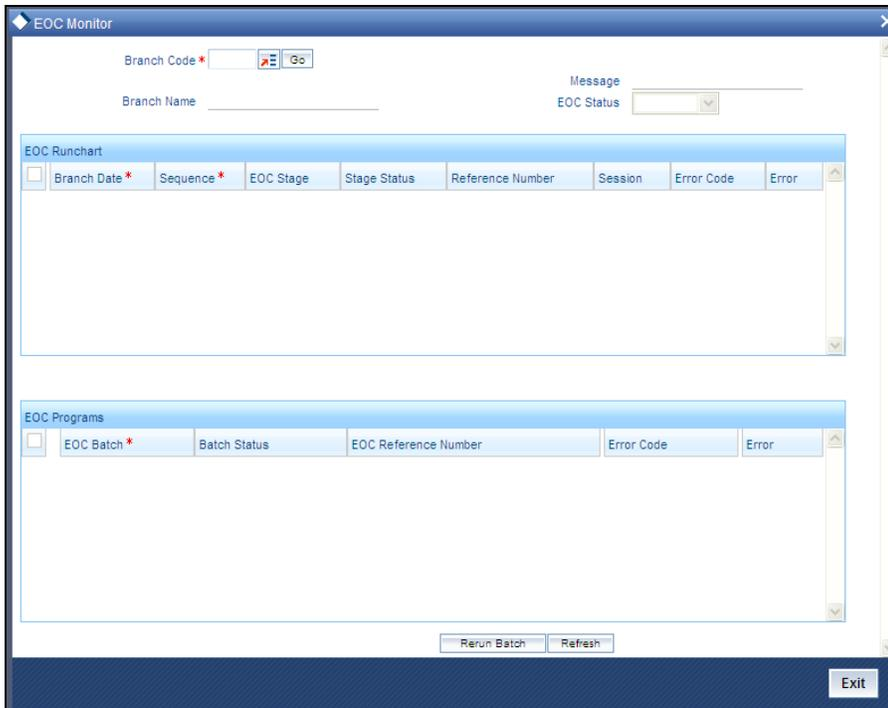 EOC Monitor
Branch Code * Go
Message
Branch Name
EOC Status
EOC Runchart
Branch Date * Sequence * EOC Stage Stage Status Reference Number Session Error Code Error
EOC Programs
EOC Batch * Batch Status EOC Reference Number Error Code Error
Rerun Batch Refresh
Exit